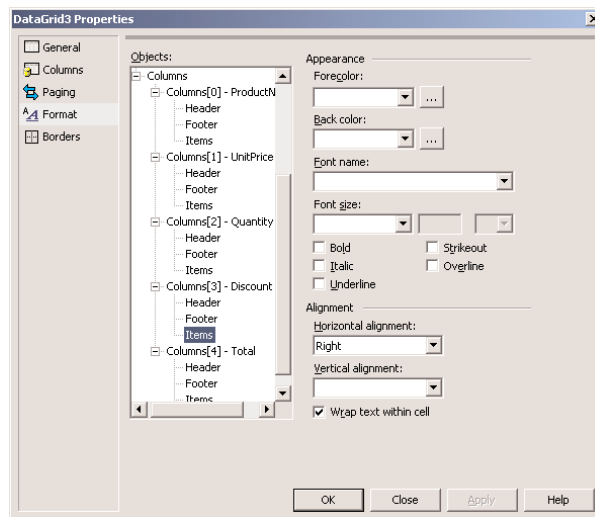 DataGrid3 Properties
General
Columns
Paging
Format
Borders
Objects:
Columns
Columns[0] - ProductN
Header
Footer
Items
Columns[1] - UnitPrice
Header
Footer
Items
Columns[2] - Quantity
Header
Footer
Items
Columns[3] - Discount
Header
Footer
Items
Columns[4] - Total
Header
Footer
Items
Appearance
Forecolor:
...
Back color:
...
Font name:
Font size:
Bold Strikeout
Italic Overline
Underline
Alignment
Horizontal alignment:
Right
Vertical alignment:
Wrap text within cell
OK Close Apply Help